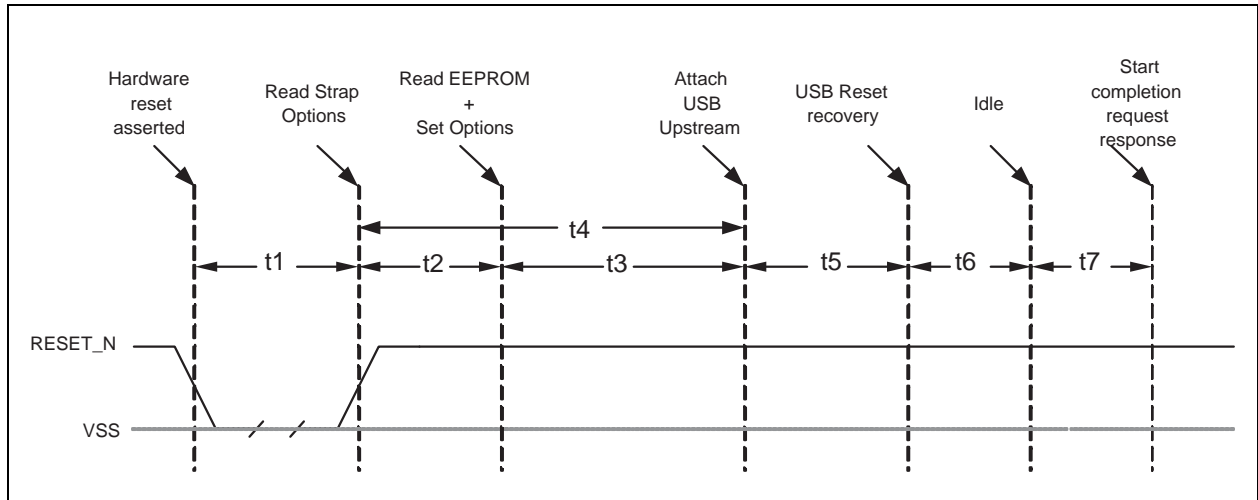 Hardware
reset
asserted
Read Strap
Options
Read EEPROM
+
Set Options
Attach
USB
Upstream
USB Reset
recovery
Idle
Start
completion
request
response
t4
t1
t2
t3
t5
t6
t7
RESET_N
VSS